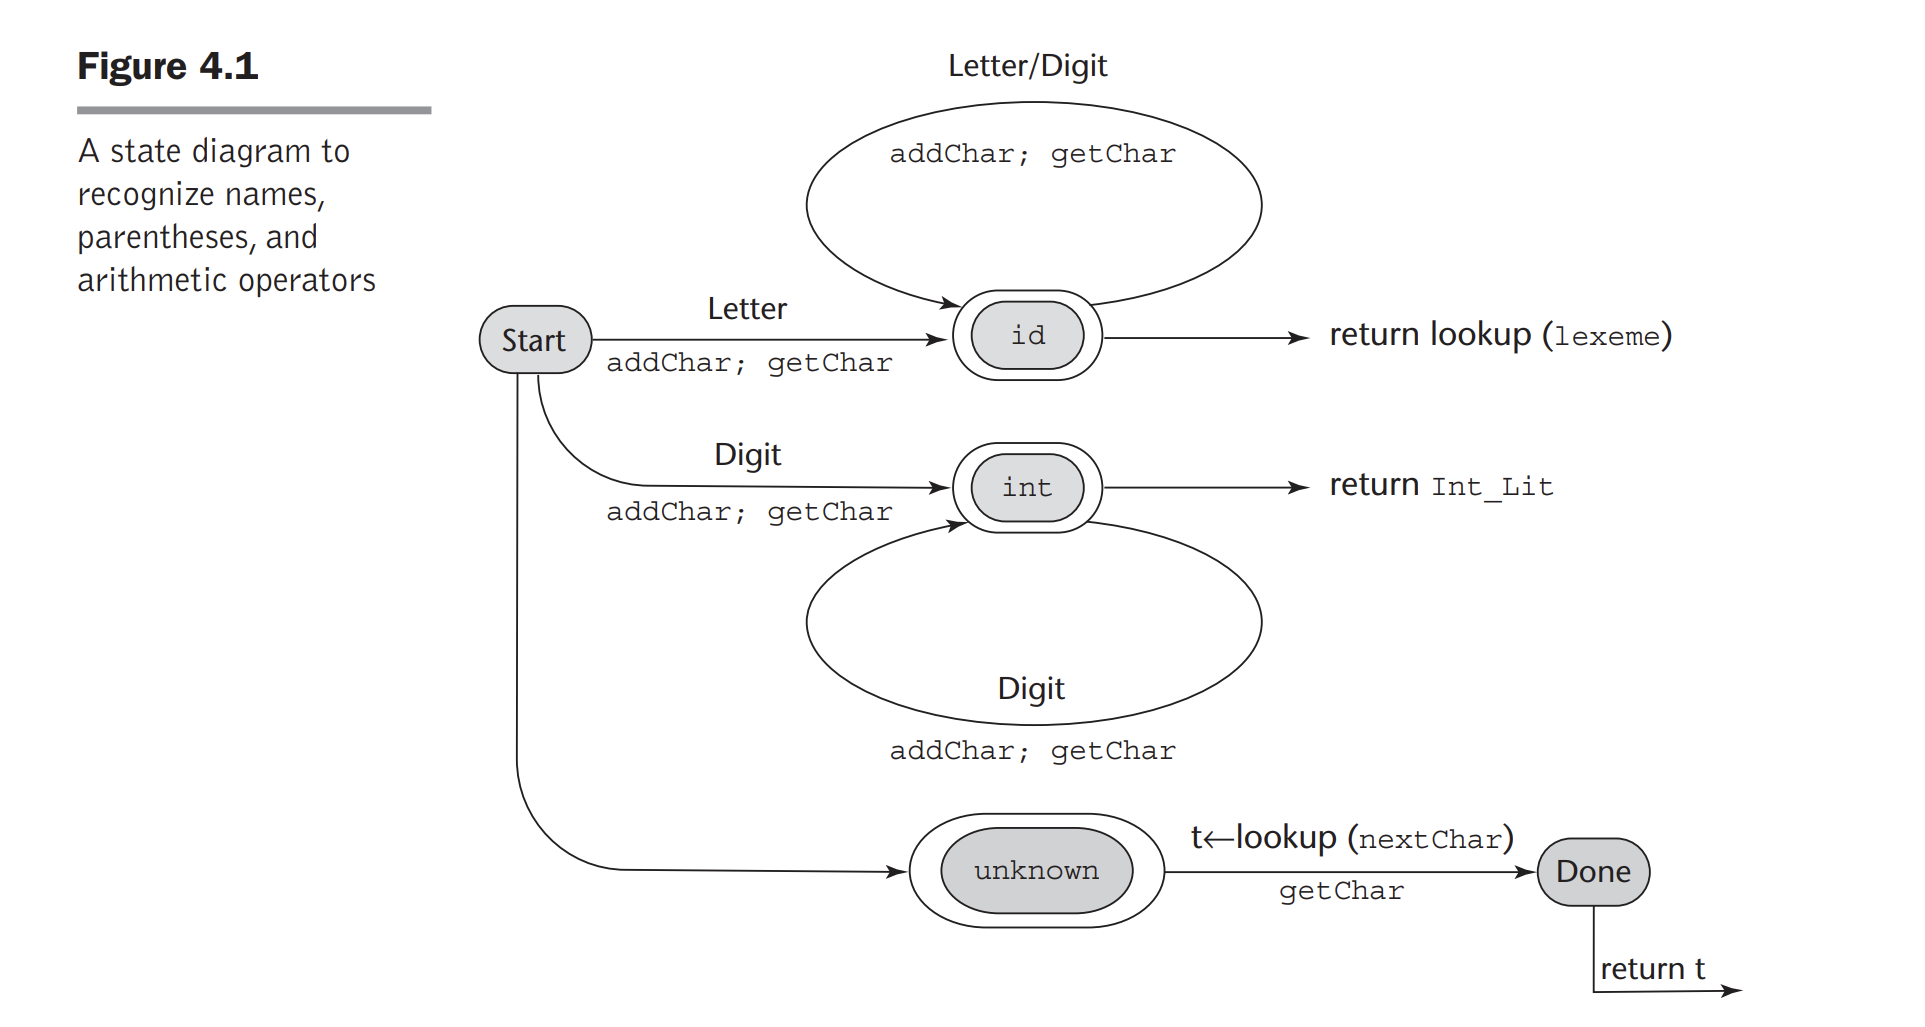 Figure 4.1
A state diagram to
recognize names,
parentheses, and
arithmetic operators
Letter/Digit
addChar; getChar
Start
Letter
addChar; getChar
id
return lookup (lexeme)
Digit
addChar; getChar
int
return Int_Lit
Digit
addChar; getChar
unknown
t←lookup (nextChar)
getChar
Done
return t